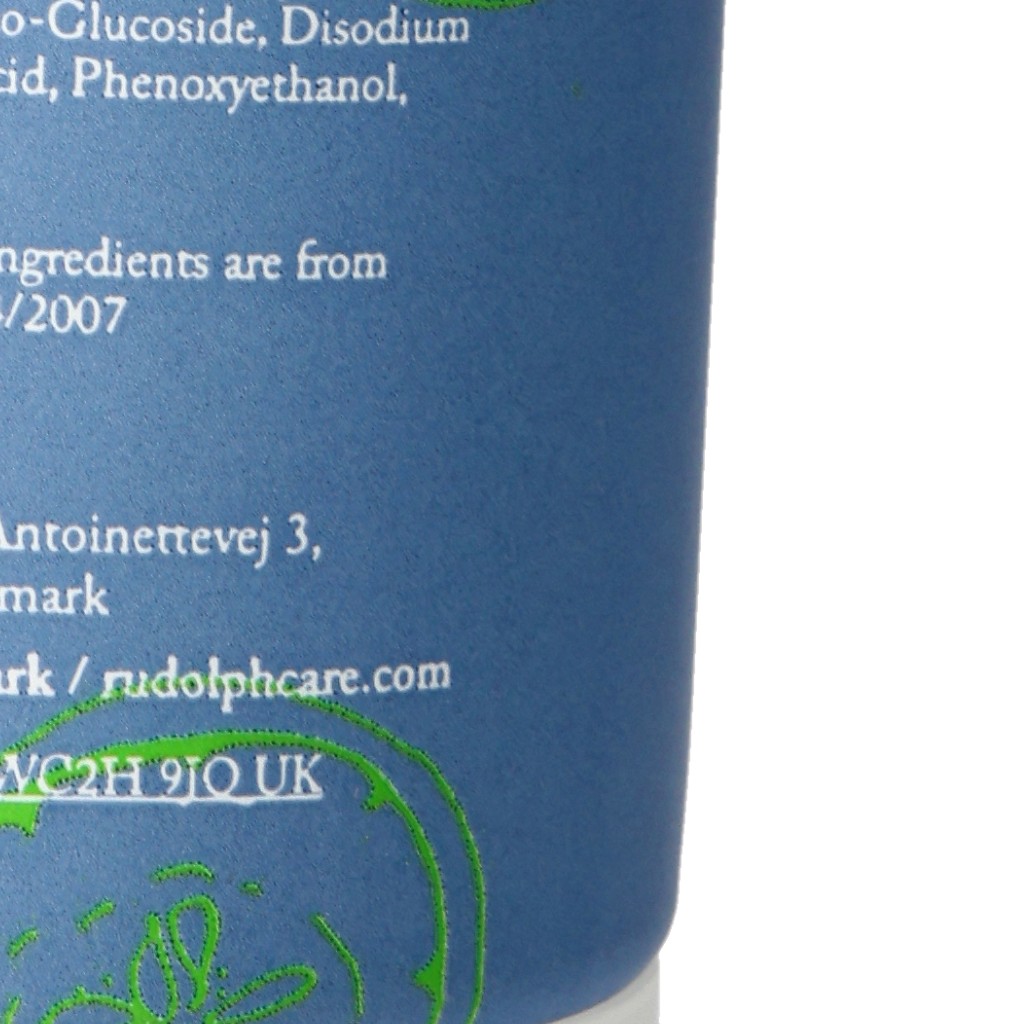 o-Glucoside, Disodium
cid, Phenoxyethanol,
ngredients are from
/2007
Antoinettevej 3,
mark
rk / rudolphcare.com
WC2H 9JQ UK